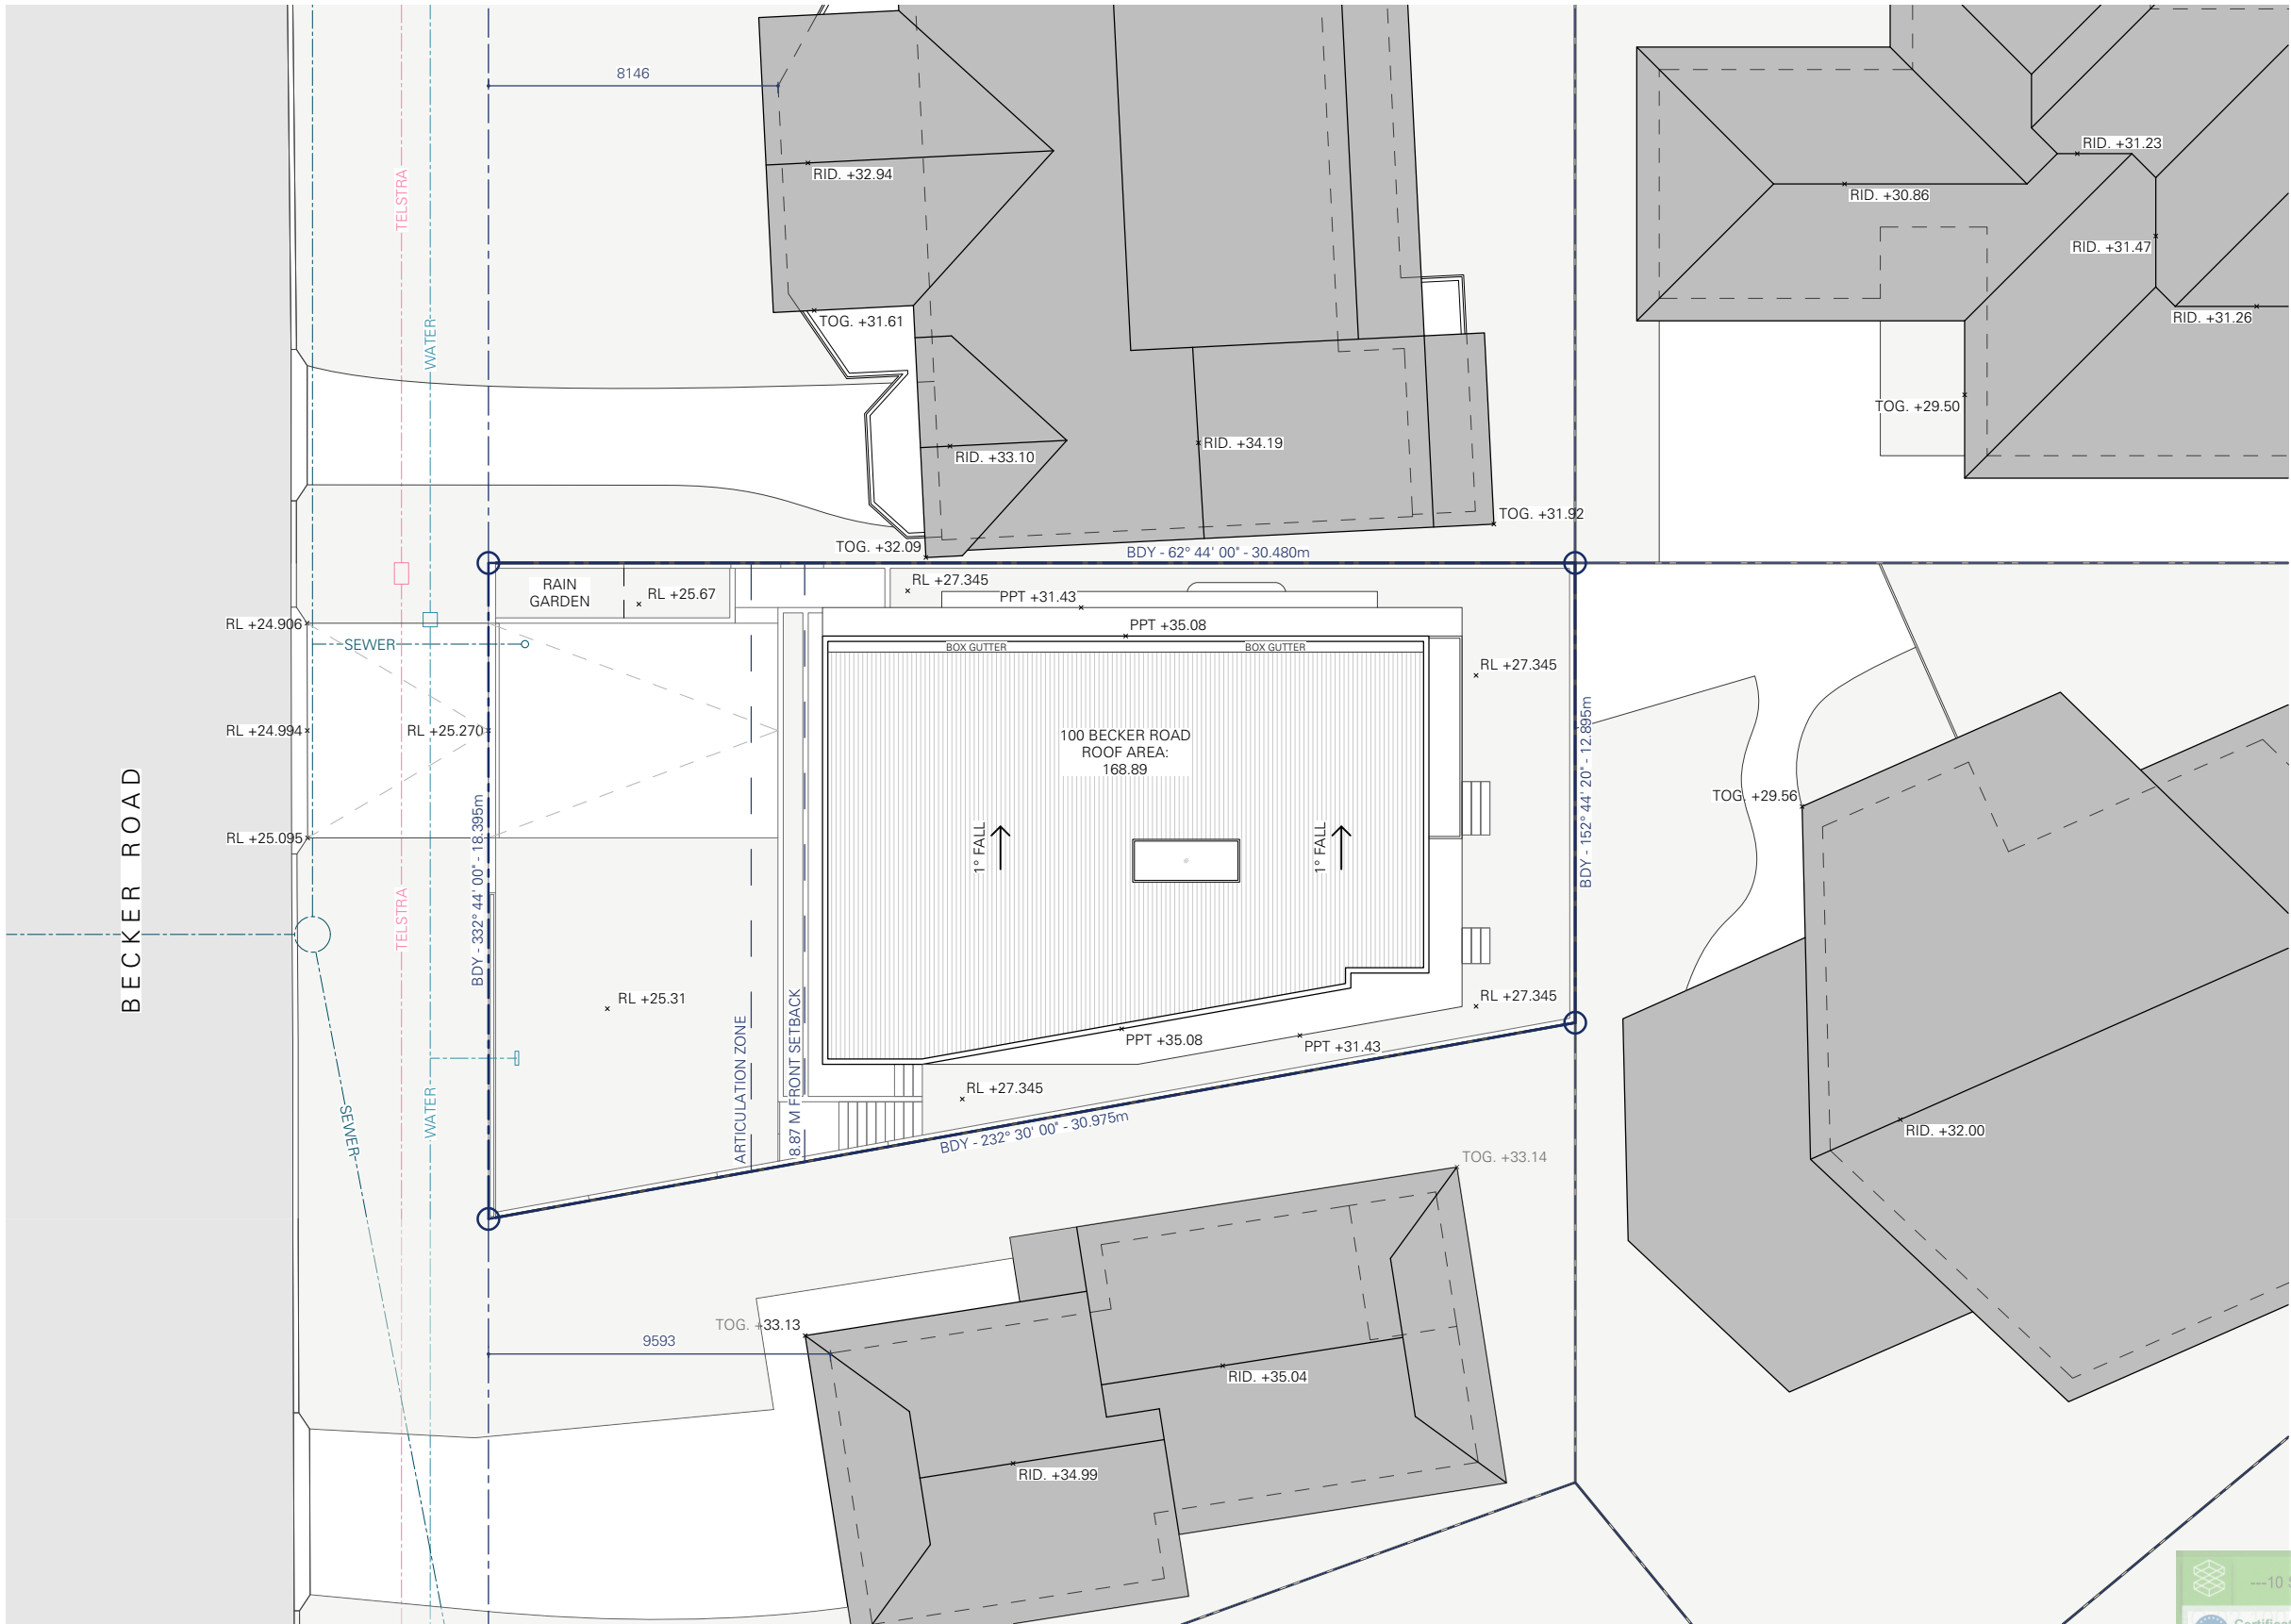 8146
TELSTRA
WATER
RID. +32.94
TOG. +31.61
RID. +33.10
RID. +34.19
TOG. +32.09
TOG. +31.92
RID. +31.23
RID. +30.86
RID. +31.47
RID. +31.26
TOG. +29.50
BDY - 62° 44' 00" - 30.480m
RAIN
GARDEN
RL +25.67
RL +27.345
PPT +31.43
PPT +35.08
BOX GUTTER
BOX GUTTER
RL +24.906
SEWER
RL +27.345
RL +24.994
RL +25.270
100 BECKER ROAD
ROOF AREA:
168.89
BDY - 152° 44' 20" - 12.895m
TOG. +29.56
BECKER ROAD
RL +25.095
BDY - 332° 44' 00" - 18.395m
1° FALL
1° FALL
TELSTRA
RL +25.31
RL +27.345
ARTICULATION ZONE
8.87 M FRONT SETBACK
PPT +35.08
PPT +31.43
RL +27.345
SEWER
WATER
BDY - 232° 30' 00" - 30.975m
RID. +32.00
TOG. +33.14
TOG. +33.13
9593
RID. +35.04
RID. +34.99
---10